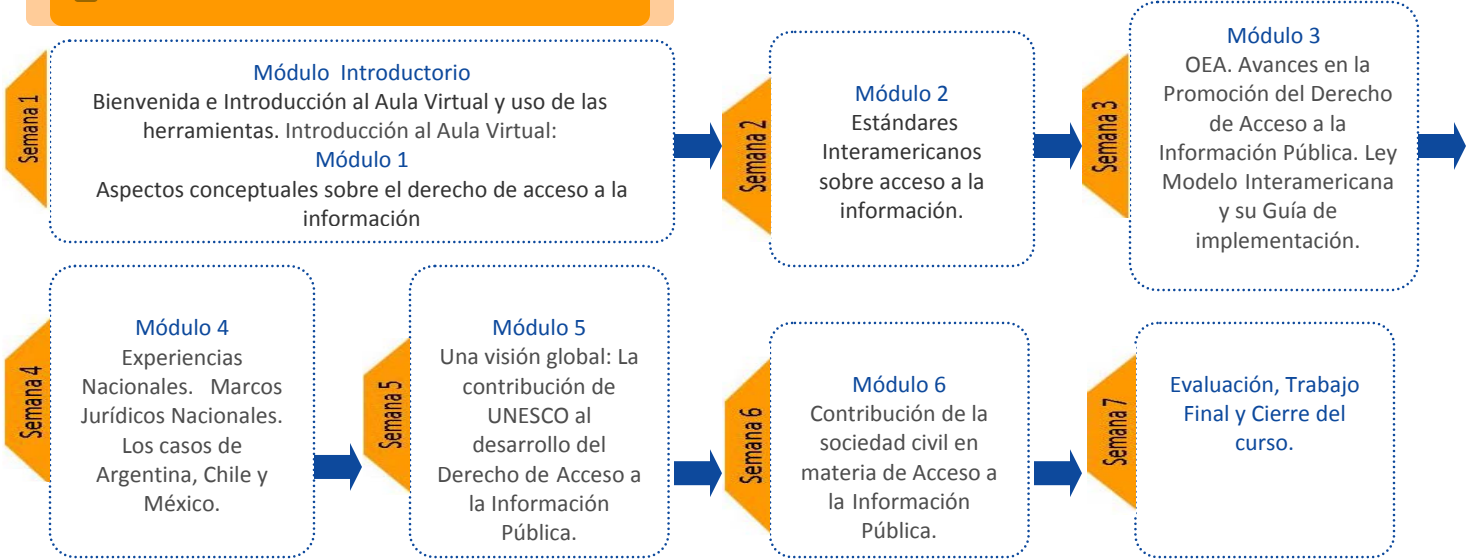 Semana 1
Módulo Introductorio
Bienvenida e Introducción al Aula Virtual y uso de las
herramientas. Introducción al Aula Virtual:
Módulo 1
Aspectos conceptuales sobre el derecho de acceso a la
información
Semana 2
Módulo 2
Estándares
Interamericanos
sobre acceso a la
información.
Semana 3
Módulo 3
OEA. Avances en la
Promoción del Derecho
de Acceso a la
Información Pública. Ley
Modelo Interamericana
y su Guía de
implementación.
Semana 4
Módulo 4
Experiencias
Nacionales. Marcos
Jurídicos Nacionales.
Los casos de
Argentina, Chile y
México.
Semana 5
Módulo 5
Una visión global: La
contribución de
UNESCO al
desarrollo del
Derecho de Acceso a
la Información
Pública.
Semana 6
Módulo 6
Contribución de la
sociedad civil en
materia de Acceso a
la Información
Pública.
Semana 7
Evaluación, Trabajo
Final y Cierre del
curso.